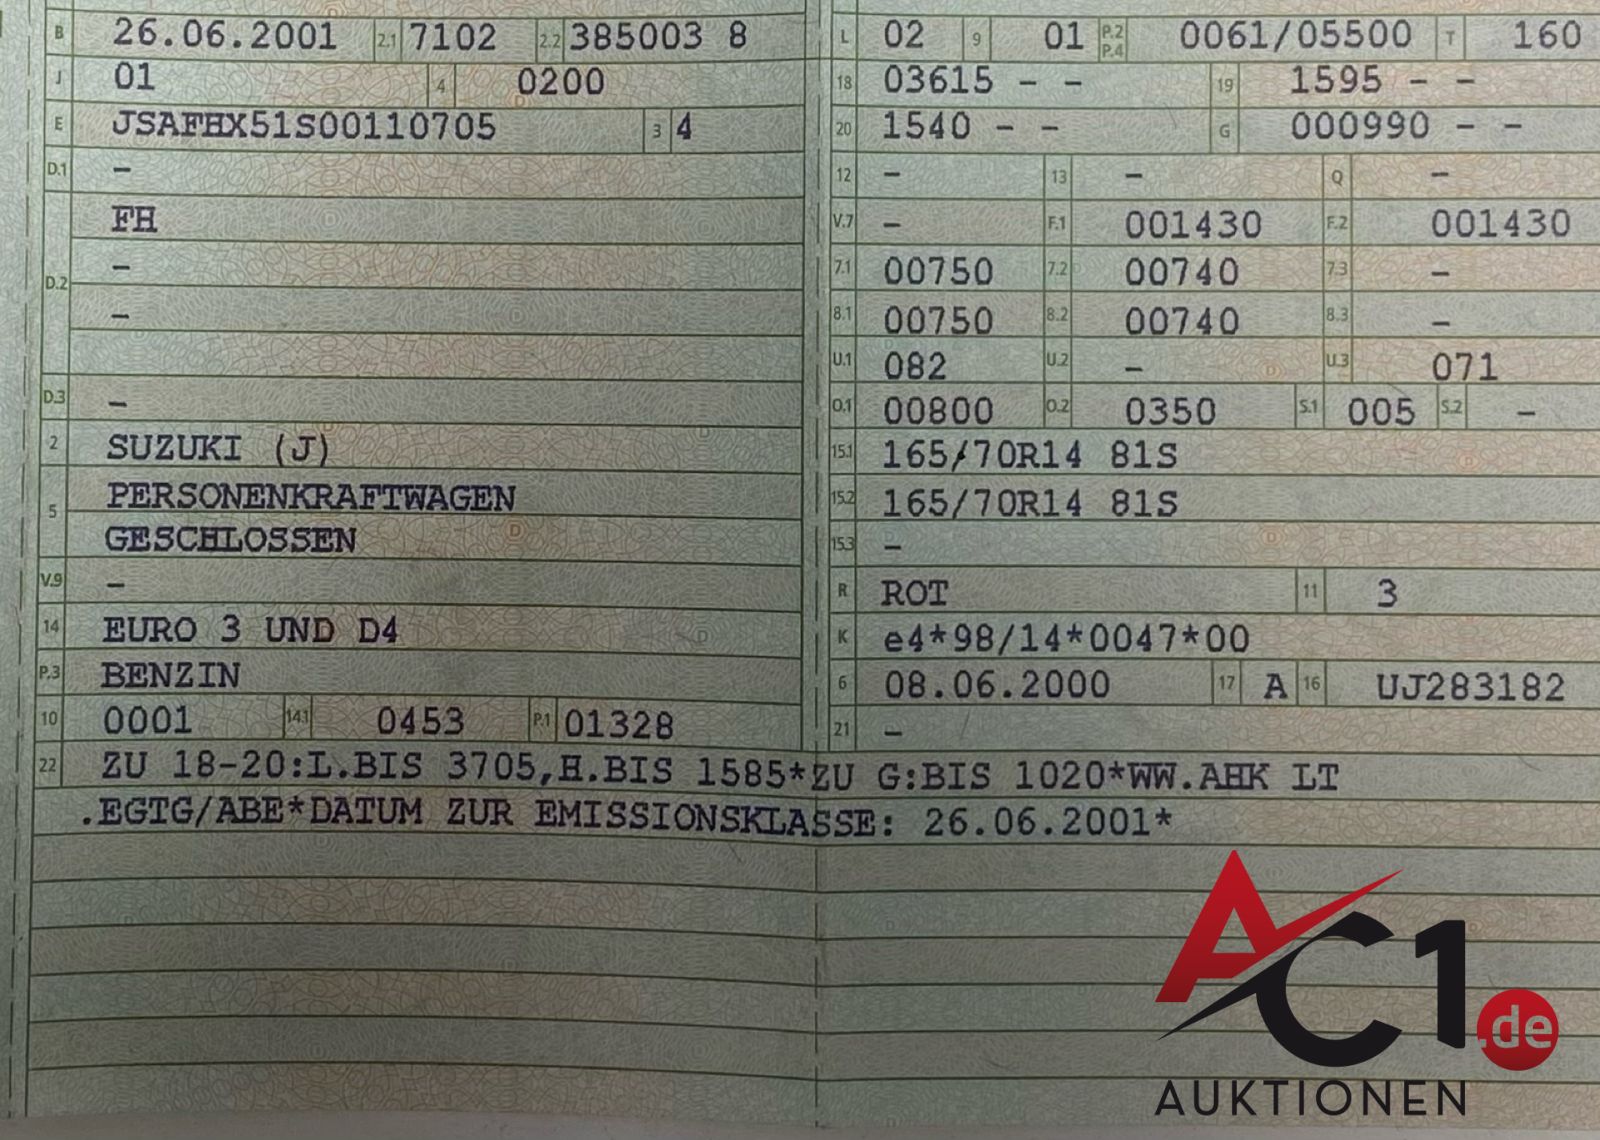 B 26.06.2001 2.1 7102 2.2 385003 8
J 01 4 0200
E JSAFHX51S00110705 3 4
D.1 -
D.2 FH
-
-
D.3 -
2 SUZUKI (J)
5 PERSONENKRAFTWAGEN
GESCHLOSSEN
V.9 -
14 EURO 3 UND D4
P.3 BENZIN
10 0001 14.1 0453 P.1 01328
L 02 9 01 P.2 P.4 0061/05500 T 160
18 03615 - - 19 1595 - -
20 1540 - - G 000990 - -
12 - 13 - Q -
V.7 - F.1 001430 F.2 001430
7.1 00750 7.2 00740 7.3 -
8.1 00750 8.2 00740 8.3 -
U.1 082 U.2 - U.3 071
O.1 00800 O.2 0350 S.1 005 S.2 -
15.1 165/70R14 81S
15.2 165/70R14 81S
15.3 -
R ROT 11 3
K e4*98/14*0047*00
6 08.06.2000 17 A 16 UJ283182
21 -
22 ZU 18-20:L.BIS 3705,H.BIS 1585*ZU G:BIS 1020*WW.AHK LT
.EGTG/ABE*DATUM ZUR EMISSIONSKLASSE: 26.06.2001*
AC1.de
AUKTIONEN